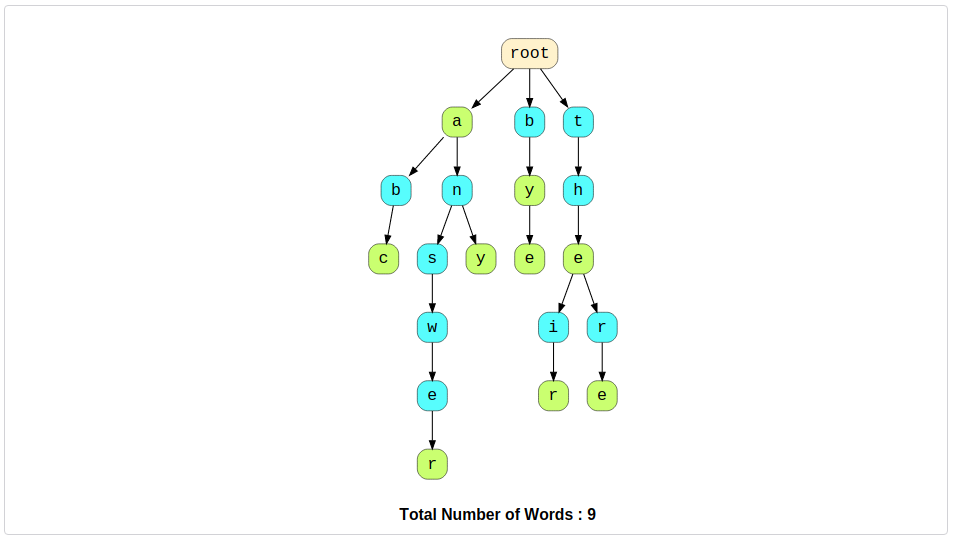 root
a b t
b n y h
c s y e e
w i r
e r e
r
Total Number of Words : 9